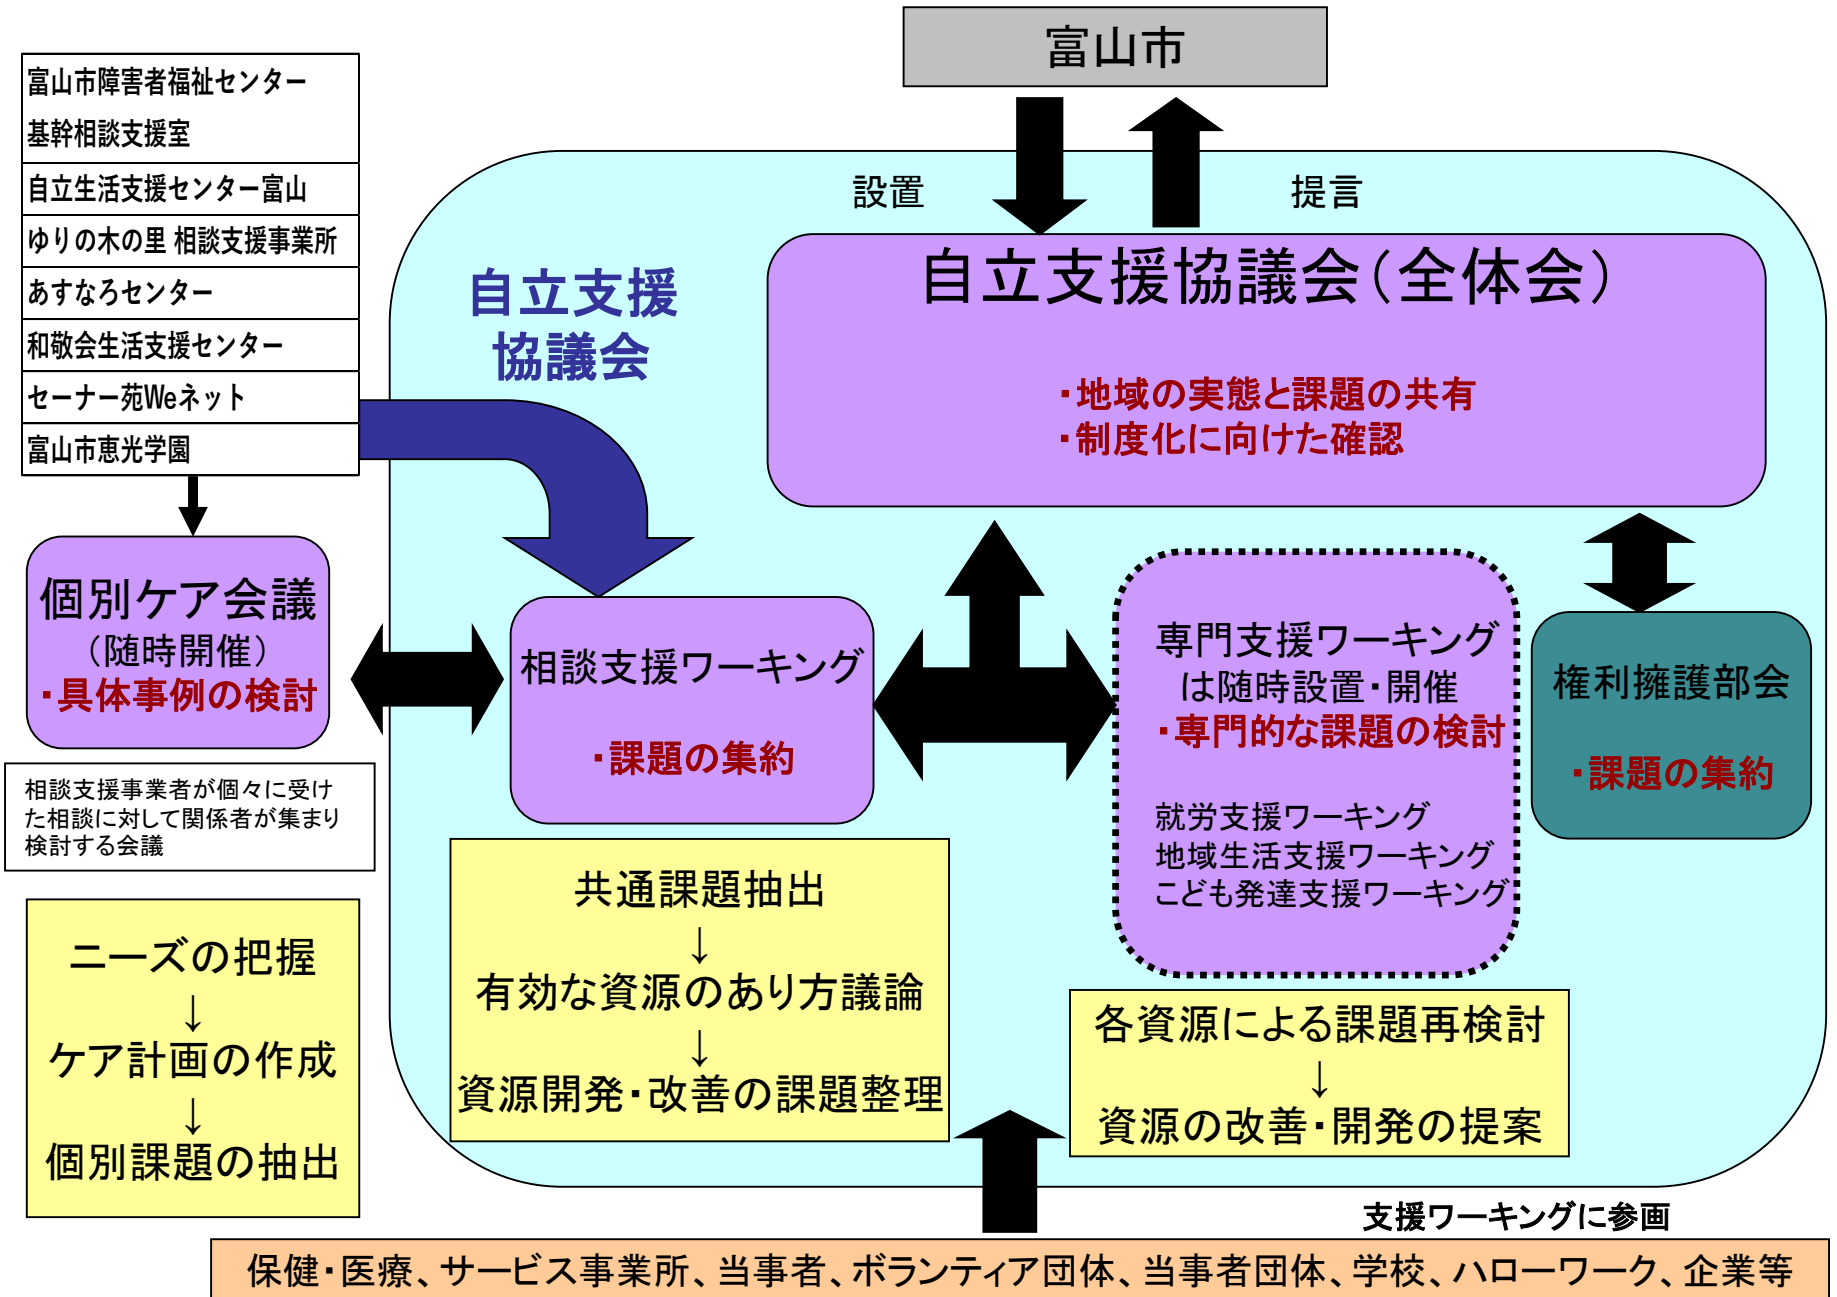 富山市
富山市障害者福祉センター
基幹相談支援室
自立生活支援センター富山
ゆりの木の里 相談支援事業所
あすなろセンター
和敬会生活支援センター
セーナー苑Weネット
富山市恵光学園
設置
提言
自立支援
協議会
自立支援協議会（全体会）
・地域の実態と課題の共有
・制度化に向けた確認
個別ケア会議
（随時開催）
・具体事例の検討
相談支援ワーキング
・課題の集約
専門支援ワーキング
は随時設置・開催
・専門的な課題の検討
就労支援ワーキング
地域生活支援ワーキング
こども発達支援ワーキング
権利擁護部会
・課題の集約
相談支援事業者が個々に受け
た相談に対して関係者が集まり
検討する会議
ニーズの把握
↓
ケア計画の作成
↓
個別課題の抽出
共通課題抽出
↓
有効な資源のあり方議論
↓
資源開発・改善の課題整理
各資源による課題再検討
↓
資源の改善・開発の提案
支援ワーキングに参画
保健・医療、サービス事業所、当事者、ボランティア団体、当事者団体、学校、ハローワーク、企業等